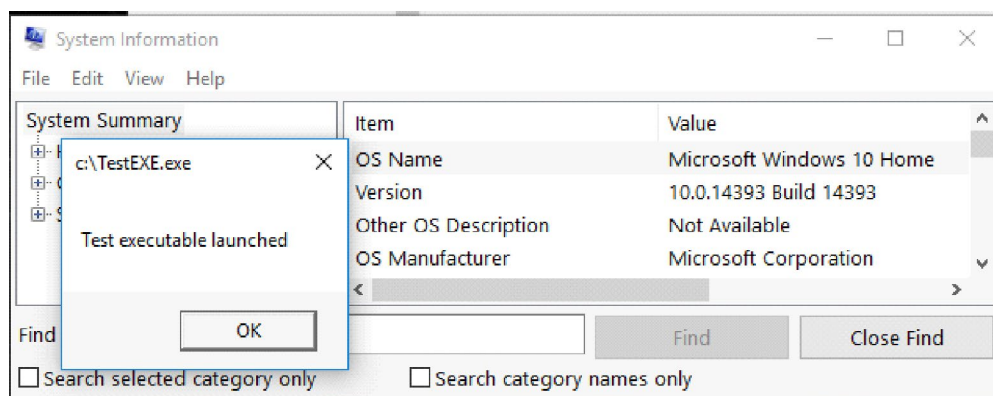 System Information
File Edit View Help
System Summary
Item Value
OS Name Microsoft Windows 10 Home
Version 10.0.14393 Build 14393
Other OS Description Not Available
OS Manufacturer Microsoft Corporation
c:\TestEXE.exe
Test executable launched
OK
Find
Find Close Find
Search selected category only Search category names only